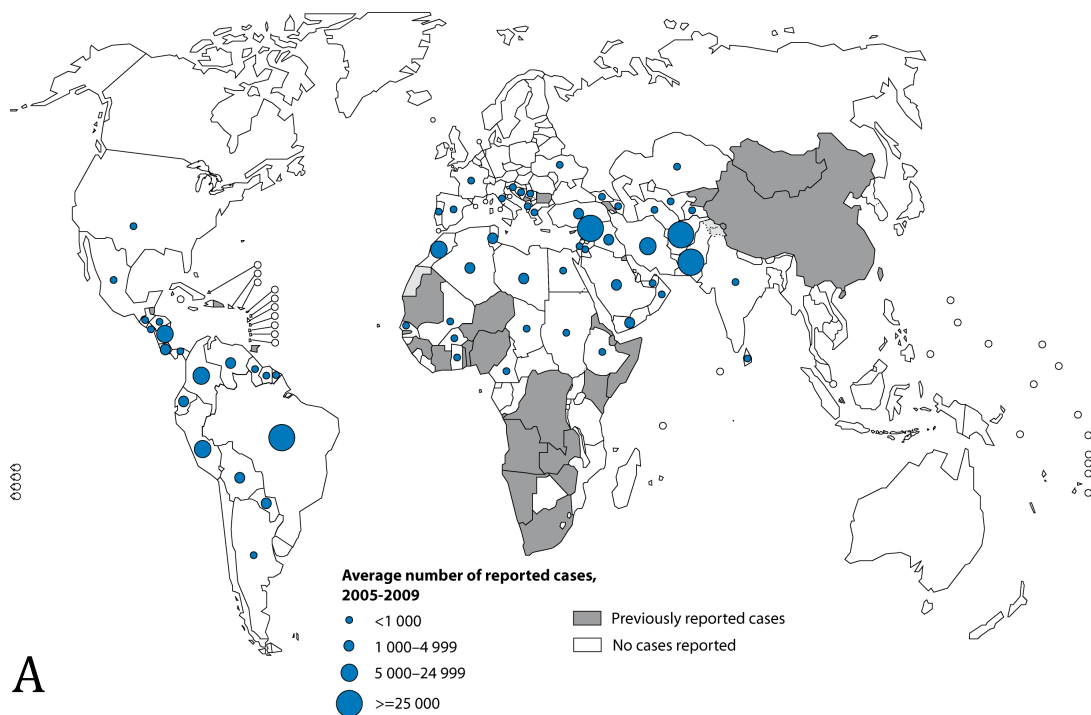 Average number of reported cases,
2005-2009
<1 000
1 000–4 999
5 000–24 999
>=25 000
Previously reported cases
No cases reported
A